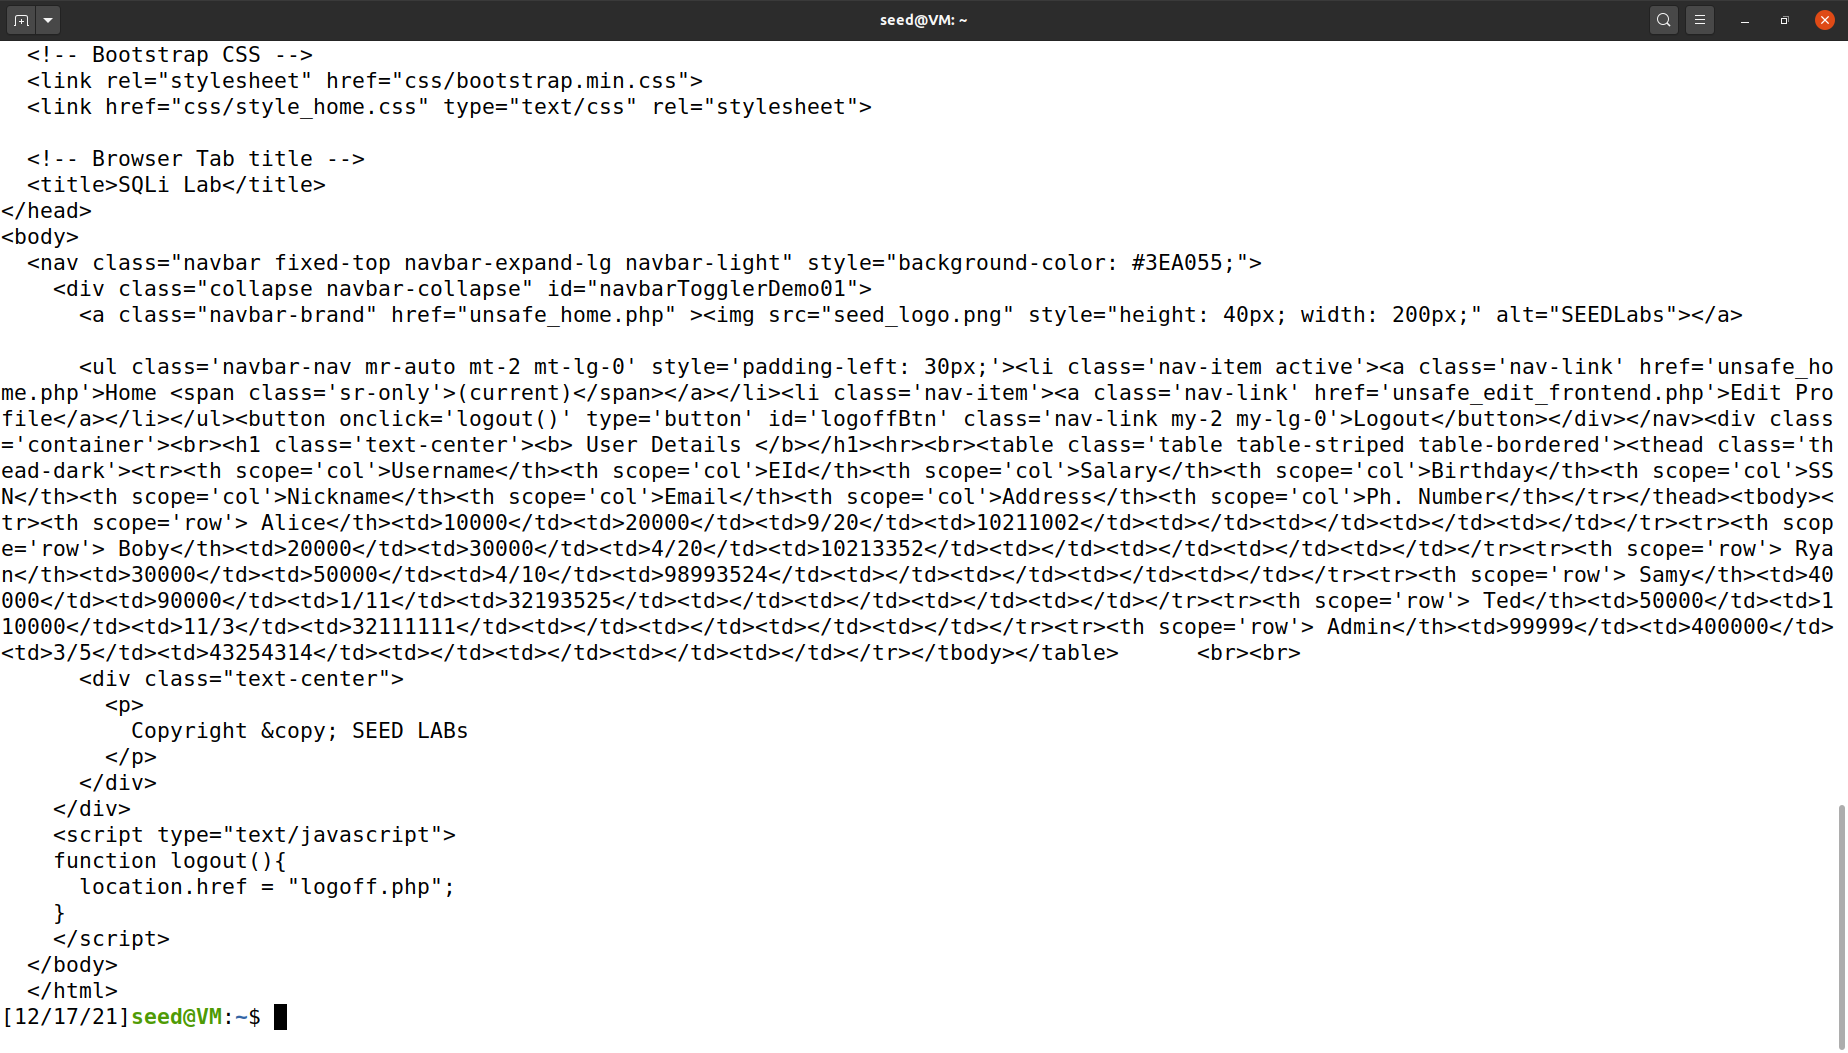 seed@VM: ~
  <!-- Bootstrap CSS -->
  <link rel="stylesheet" href="css/bootstrap.min.css">
  <link href="css/style_home.css" type="text/css" rel="stylesheet">

  <!-- Browser Tab title -->
  <title>SQLi Lab</title>
</head>
<body>
  <nav class="navbar fixed-top navbar-expand-lg navbar-light" style="background-color: #3EA055;">
    <div class="collapse navbar-collapse" id="navbarTogglerDemo01">
      <a class="navbar-brand" href="unsafe_home.php" ><img src="seed_logo.png" style="height: 40px; width: 200px;" alt="SEEDLabs"></a>

      <ul class='navbar-nav mr-auto mt-2 mt-lg-0' style='padding-left: 30px;'><li class='nav-item active'><a class='nav-link' href='unsafe_ho
me.php'>Home <span class='sr-only'>(current)</span></a></li><li class='nav-item'><a class='nav-link' href='unsafe_edit_frontend.php'>Edit Pro
file</a></li></ul><button onclick='logout()' type='button' id='logoffBtn' class='nav-link my-2 my-lg-0'>Logout</button></div></nav><div class
='container'><br><h1 class='text-center'><b> User Details </b></h1><hr><br><table class='table table-striped table-bordered'><thead class='th
ead-dark'><tr><th scope='col'>Username</th><th scope='col'>EId</th><th scope='col'>Salary</th><th scope='col'>Birthday</th><th scope='col'>SS
N</th><th scope='col'>Nickname</th><th scope='col'>Email</th><th scope='col'>Address</th><th scope='col'>Ph. Number</th></tr></thead><tbody><
tr><th scope='row'> Alice</th><td>10000</td><td>20000</td><td>9/20</td><td>10211002</td><td></td><td></td><td></td><td></td></tr><tr><th scop
e='row'> Boby</th><td>20000</td><td>30000</td><td>4/20</td><td>10213352</td><td></td><td></td><td></td><td></td></tr><tr><th scope='row'> Rya
n</th><td>30000</td><td>50000</td><td>4/10</td><td>98993524</td><td></td><td></td><td></td><td></td></tr><tr><th scope='row'> Samy</th><td>40
000</td><td>90000</td><td>1/11</td><td>32193525</td><td></td><td></td><td></td><td></td></tr><tr><th scope='row'> Ted</th><td>50000</td><td>1
10000</td><td>11/3</td><td>32111111</td><td></td><td></td><td></td><td></td></tr><tr><th scope='row'> Admin</th><td>99999</td><td>400000</td>
<td>3/5</td><td>43254314</td><td></td><td></td><td></td><td></td></tr></tbody></table>      <br><br>
      <div class="text-center">
        <p>
          Copyright &copy; SEED LABs
        </p>
      </div>
    </div>
    <script type="text/javascript">
    function logout(){
      location.href = "logoff.php";
    }
    </script>
  </body>
  </html>
[12/17/21]seed@VM:~$